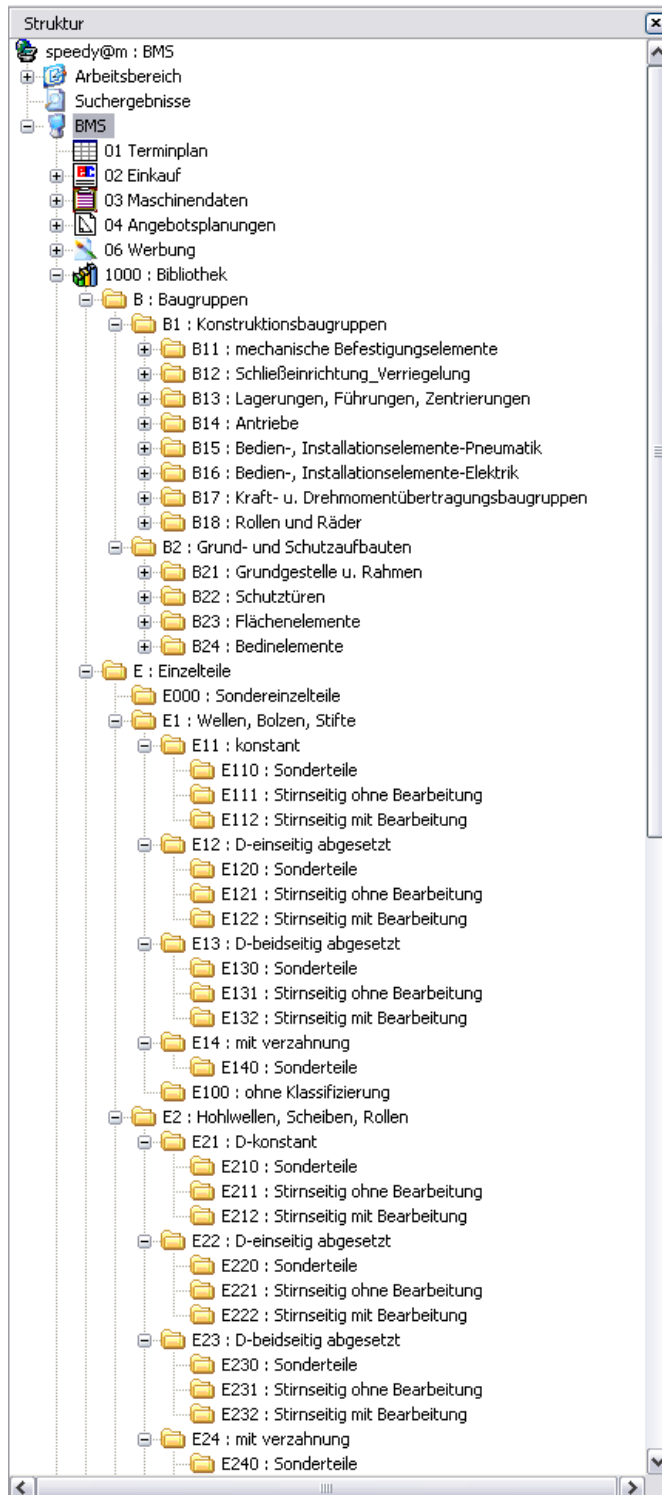 Struktur
speedy@m : BMS
Arbeitsbereich
Suchergebnisse
BMS
01 Terminplan
02 Einkauf
03 Maschinendaten
04 Angebotsplanungen
06 Werbung
1000 : Bibliothek
B : Baugruppen
B1 : Konstruktionsbaugruppen
B11 : mechanische Befestigungselemente
B12 : Schließeinrichtung_Verriegelung
B13 : Lagerungen, Führungen, Zentrierungen
B14 : Antriebe
B15 : Bedien-, Installationselemente-Pneumatik
B16 : Bedien-, Installationselemente-Elektrik
B17 : Kraft- u. Drehmomentübertragungsbaugruppen
B18 : Rollen und Räder
B2 : Grund- und Schutzaufbauten
B21 : Grundgestelle u. Rahmen
B22 : Schutztüren
B23 : Flächenelemente
B24 : Bedinelemente
E : Einzelteile
E000 : Sondereinzelteile
E1 : Wellen, Bolzen, Stifte
E11 : konstant
E110 : Sonderteile
E111 : Stirnseitig ohne Bearbeitung
E112 : Stirnseitig mit Bearbeitung
E12 : D-einseitig abgesetzt
E120 : Sonderteile
E121 : Stirnseitig ohne Bearbeitung
E122 : Stirnseitig mit Bearbeitung
E13 : D-beidseitig abgesetzt
E130 : Sonderteile
E131 : Stirnseitig ohne Bearbeitung
E132 : Stirnseitig mit Bearbeitung
E14 : mit verzahnung
E140 : Sonderteile
E100 : ohne Klassifizierung
E2 : Hohlwellen, Scheiben, Rollen
E21 : D-konstant
E210 : Sonderteile
E211 : Stirnseitig ohne Bearbeitung
E212 : Stirnseitig mit Bearbeitung
E22 : D-einseitig abgesetzt
E220 : Sonderteile
E221 : Stirnseitig ohne Bearbeitung
E222 : Stirnseitig mit Bearbeitung
E23 : D-beidseitig abgesetzt
E230 : Sonderteile
E231 : Stirnseitig ohne Bearbeitung
E232 : Stirnseitig mit Bearbeitung
E24 : mit verzahnung
E240 : Sonderteile